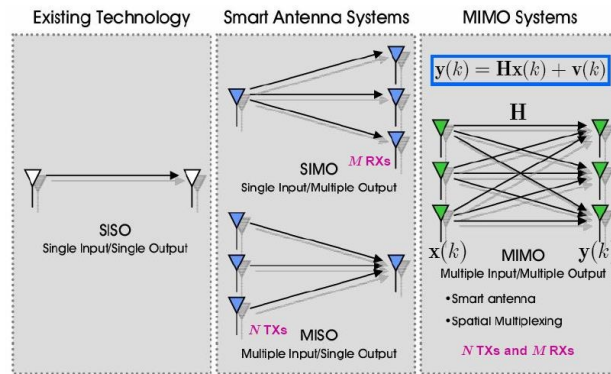 Existing Technology
SISO
Single Input/Single Output
Smart Antenna Systems
M RXs
SIMO
Single Input/Multiple Output
N TXs
MISO
Multiple Input/Single Output
MIMO Systems
y(k) = Hx(k) + v(k)
H
x(k) y(k)
MIMO
Multiple Input/Multiple Output
•Smart antenna
•Spatial Multiplexing
N TXs and M RXs